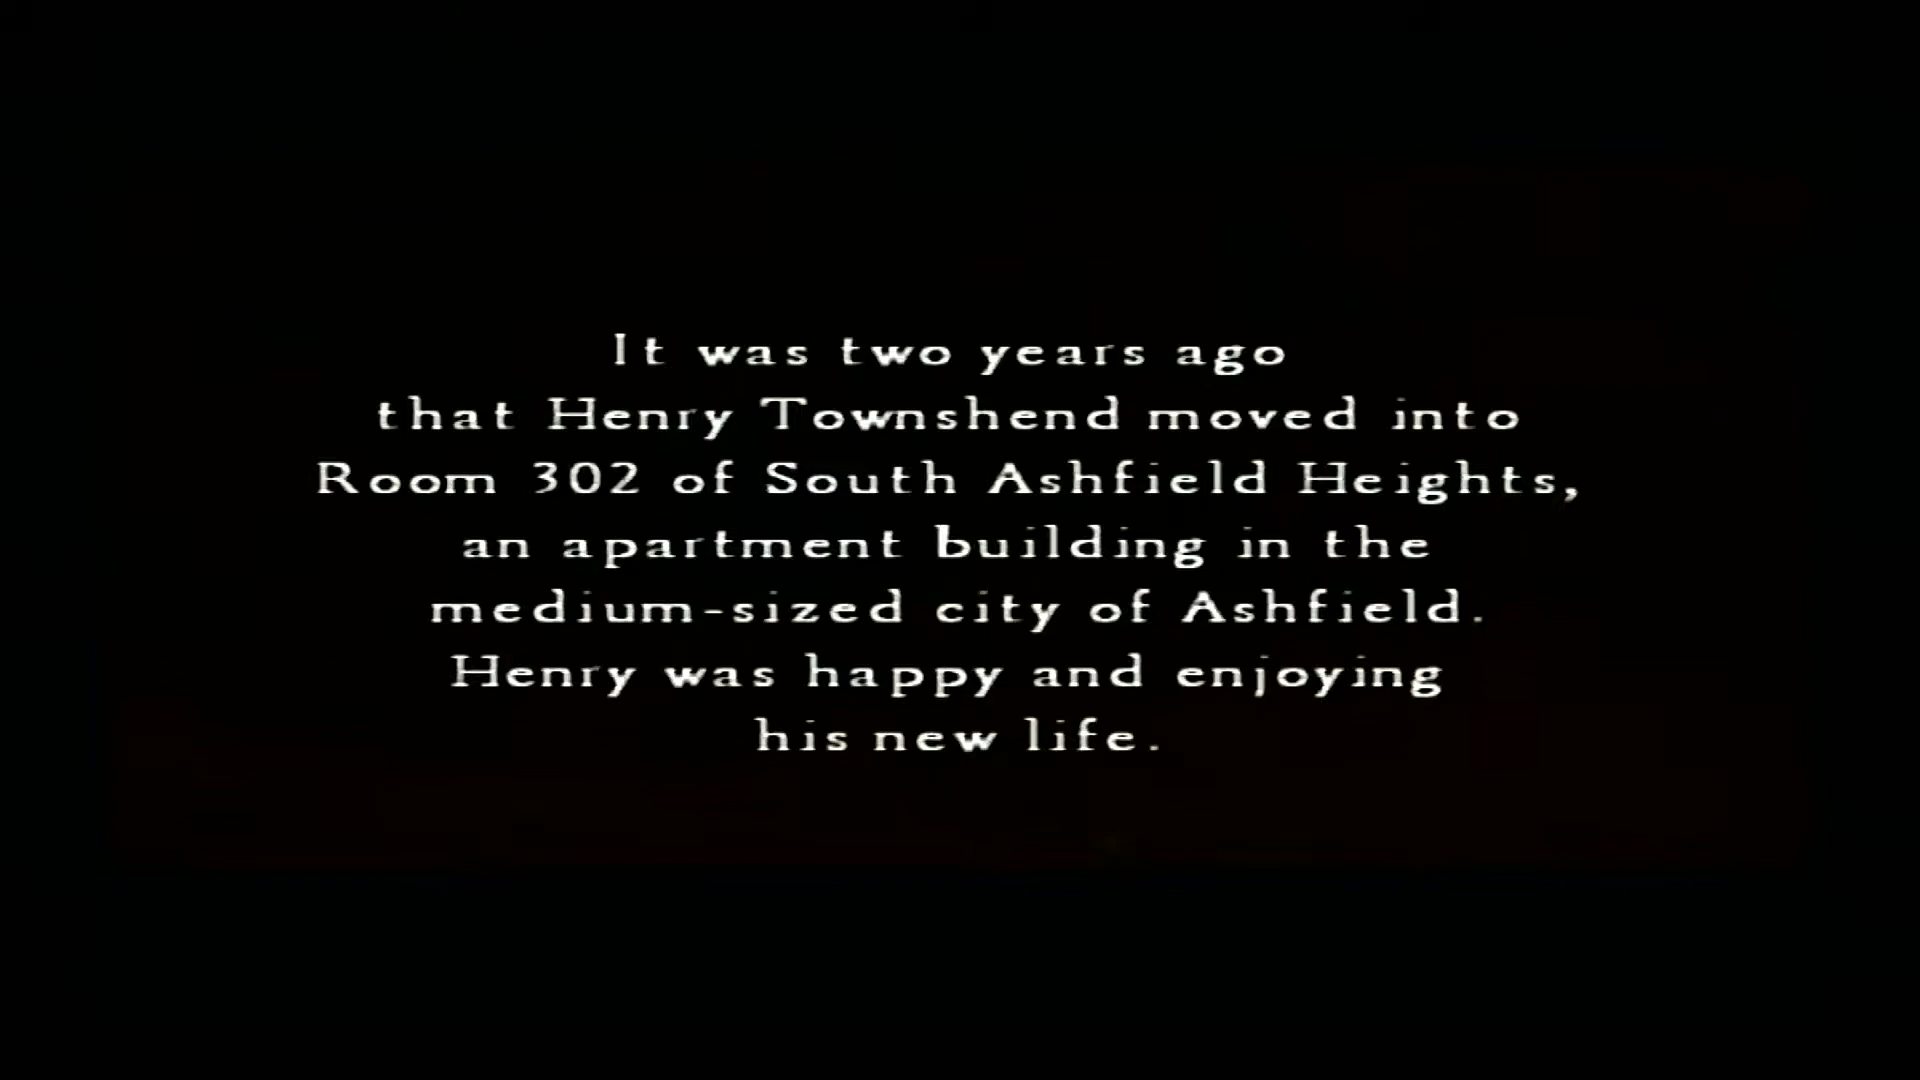 It was two years ago
that Henry Townshend moved into
Room 302 of South Ashfield Heights,
an apartment building in the
medium-sized city of Ashfield.
Henry was happy and enjoying
his new life.